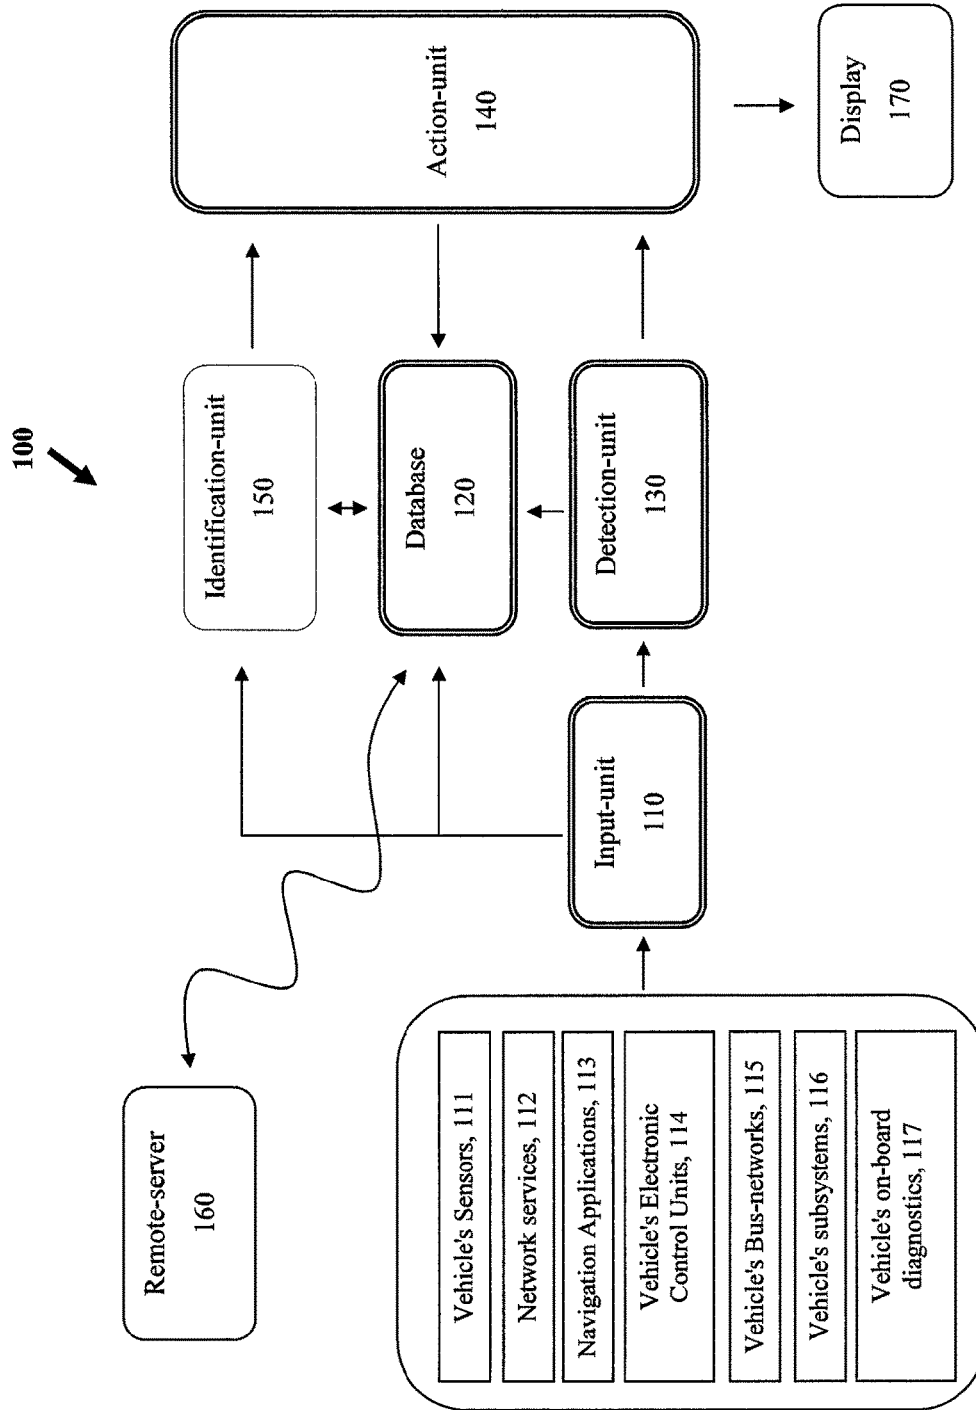 100
Remote-server
160
Identification-unit
150
Action-unit
140
Database
120
Input-unit
110
Detection-unit
130
Display
170
Vehicle's Sensors, 111
Network services, 112
Navigation Applications, 113
Vehicle's Electronic
Control Units, 114
Vehicle's Bus-networks, 115
Vehicle's subsystems, 116
Vehicle's on-board
diagnostics, 117